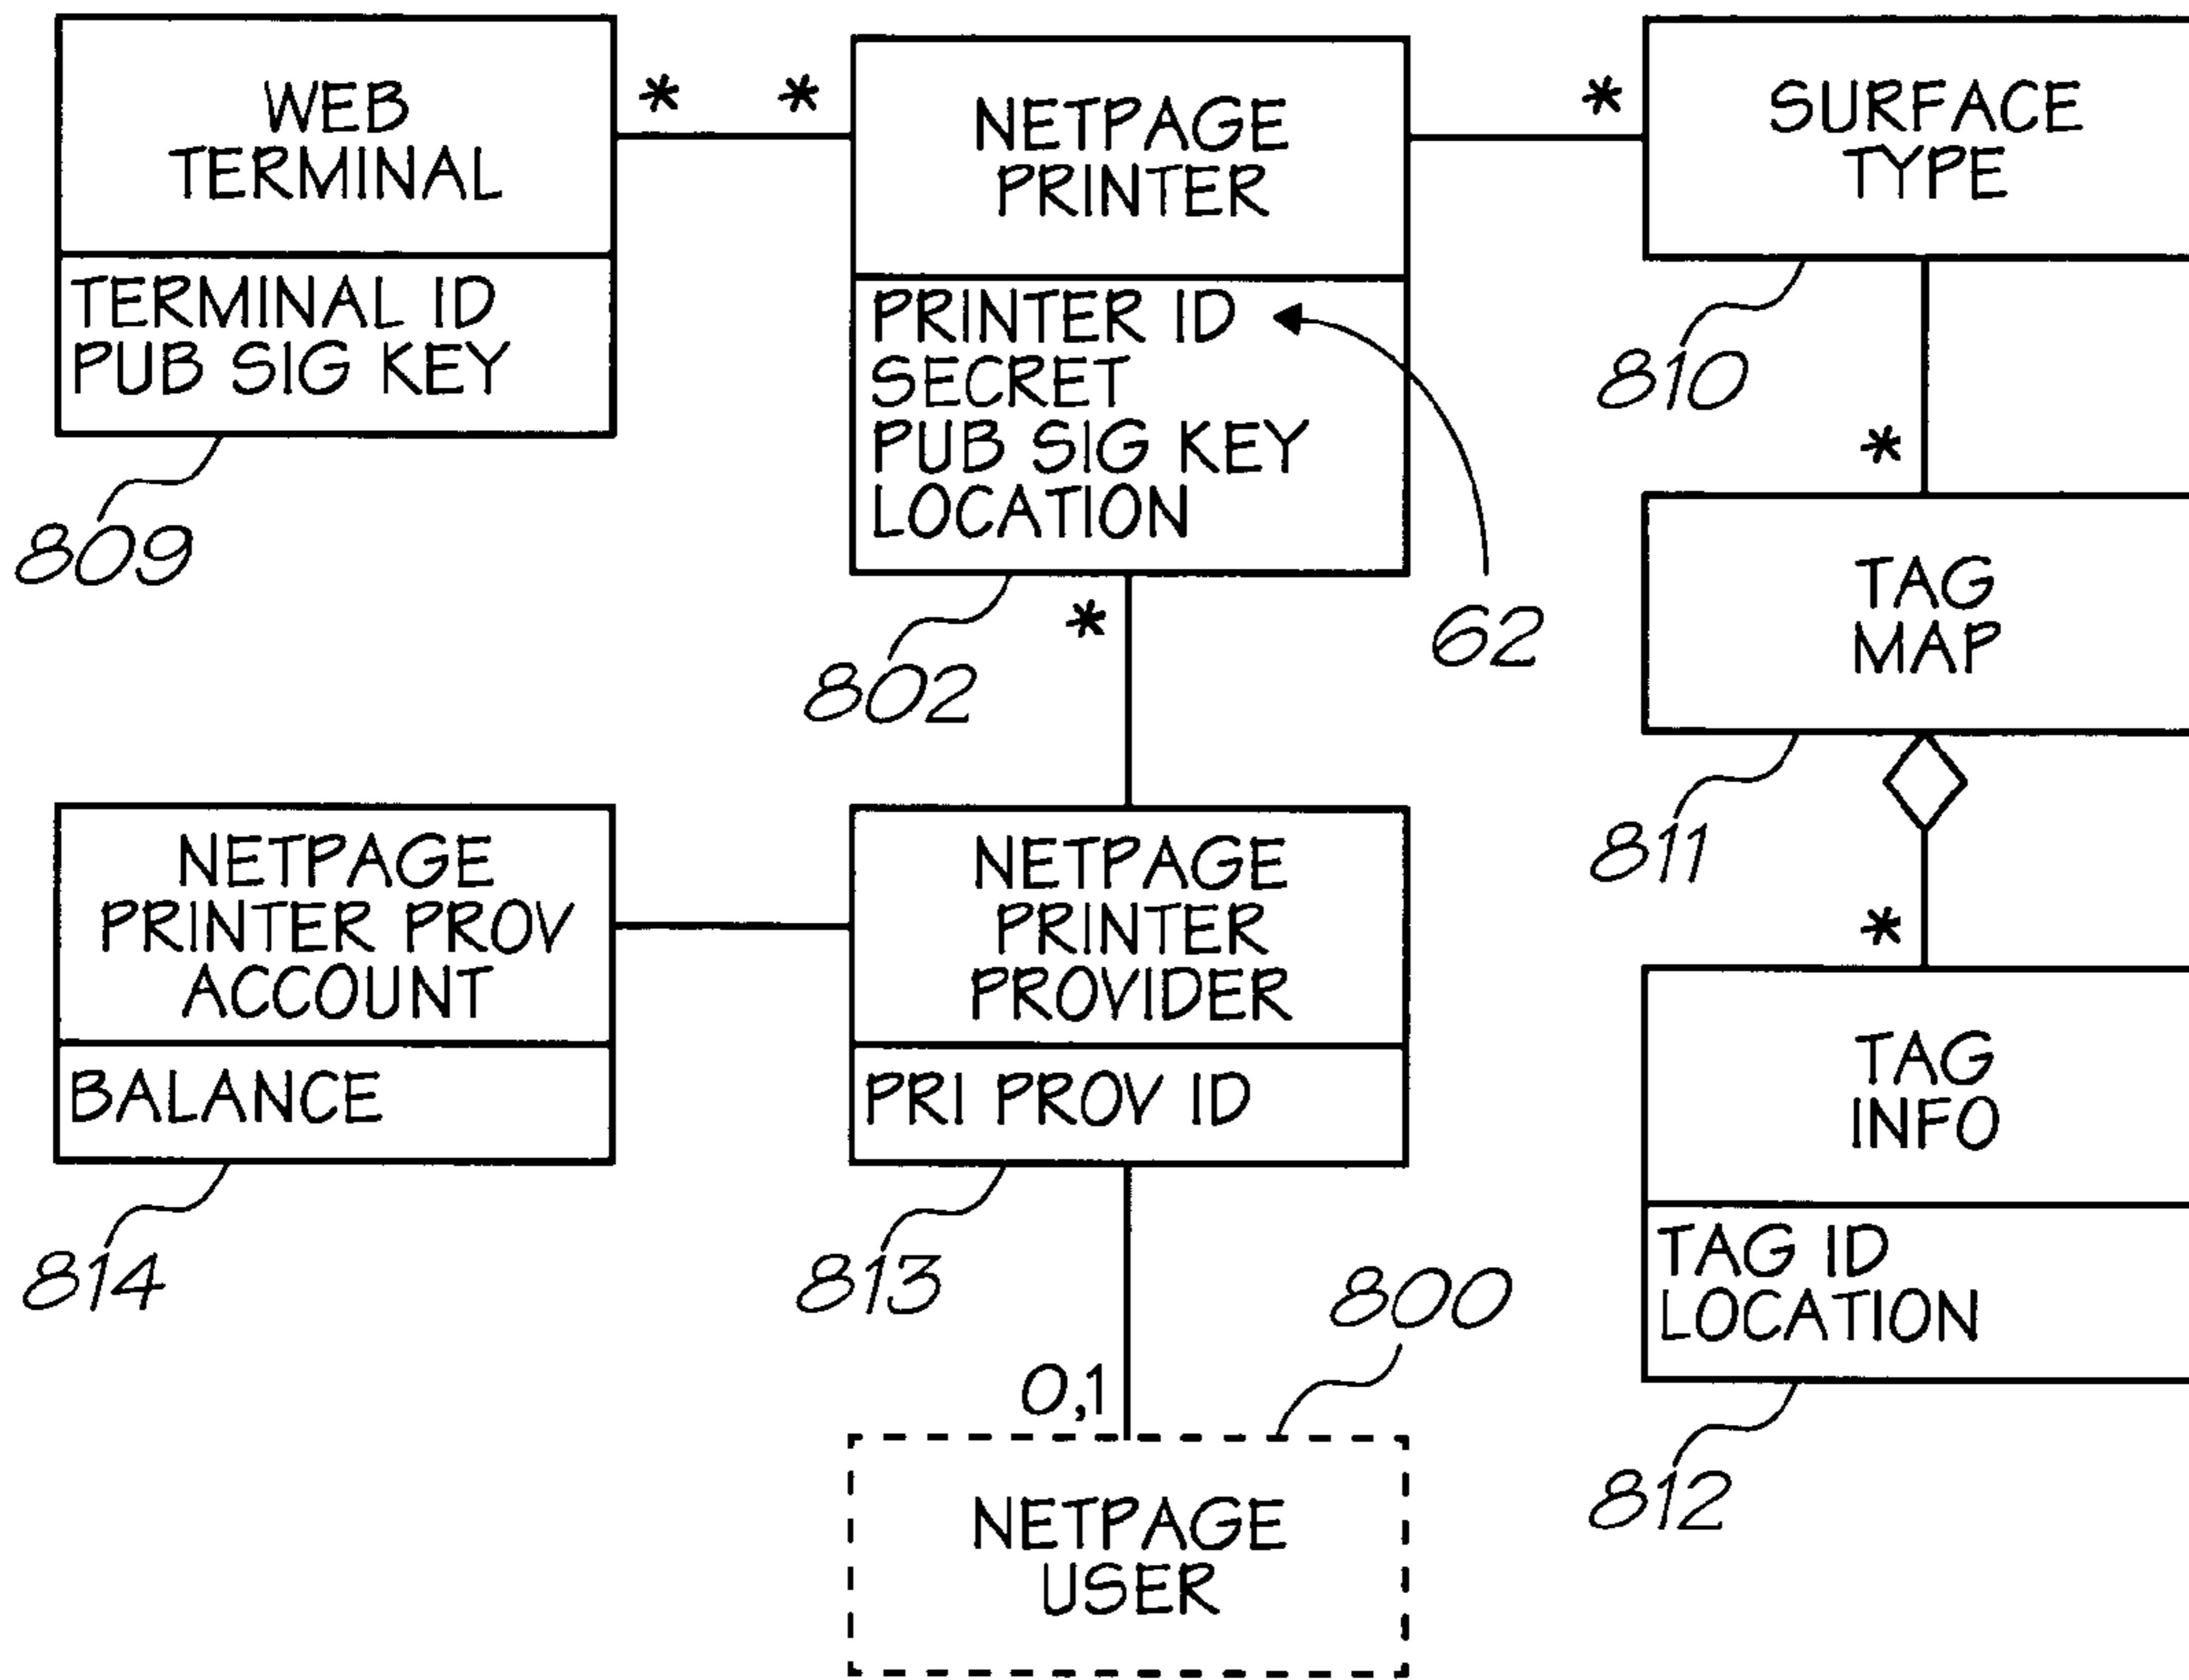 WEB
TERMINAL
TERMINAL ID
PUB SIG KEY
809
*
*
NETPAGE
PRINTER
PRINTER ID
SECRET
PUB SIG KEY
LOCATION
62
802
*
*
SURFACE
TYPE
810
*
TAG
MAP
811
*
TAG
INFO
TAG ID
LOCATION
812
NETPAGE
PRINTER PROV
ACCOUNT
BALANCE
814
NETPAGE
PRINTER
PROVIDER
PRI PROV ID
813
800
0,1
NETPAGE
USER